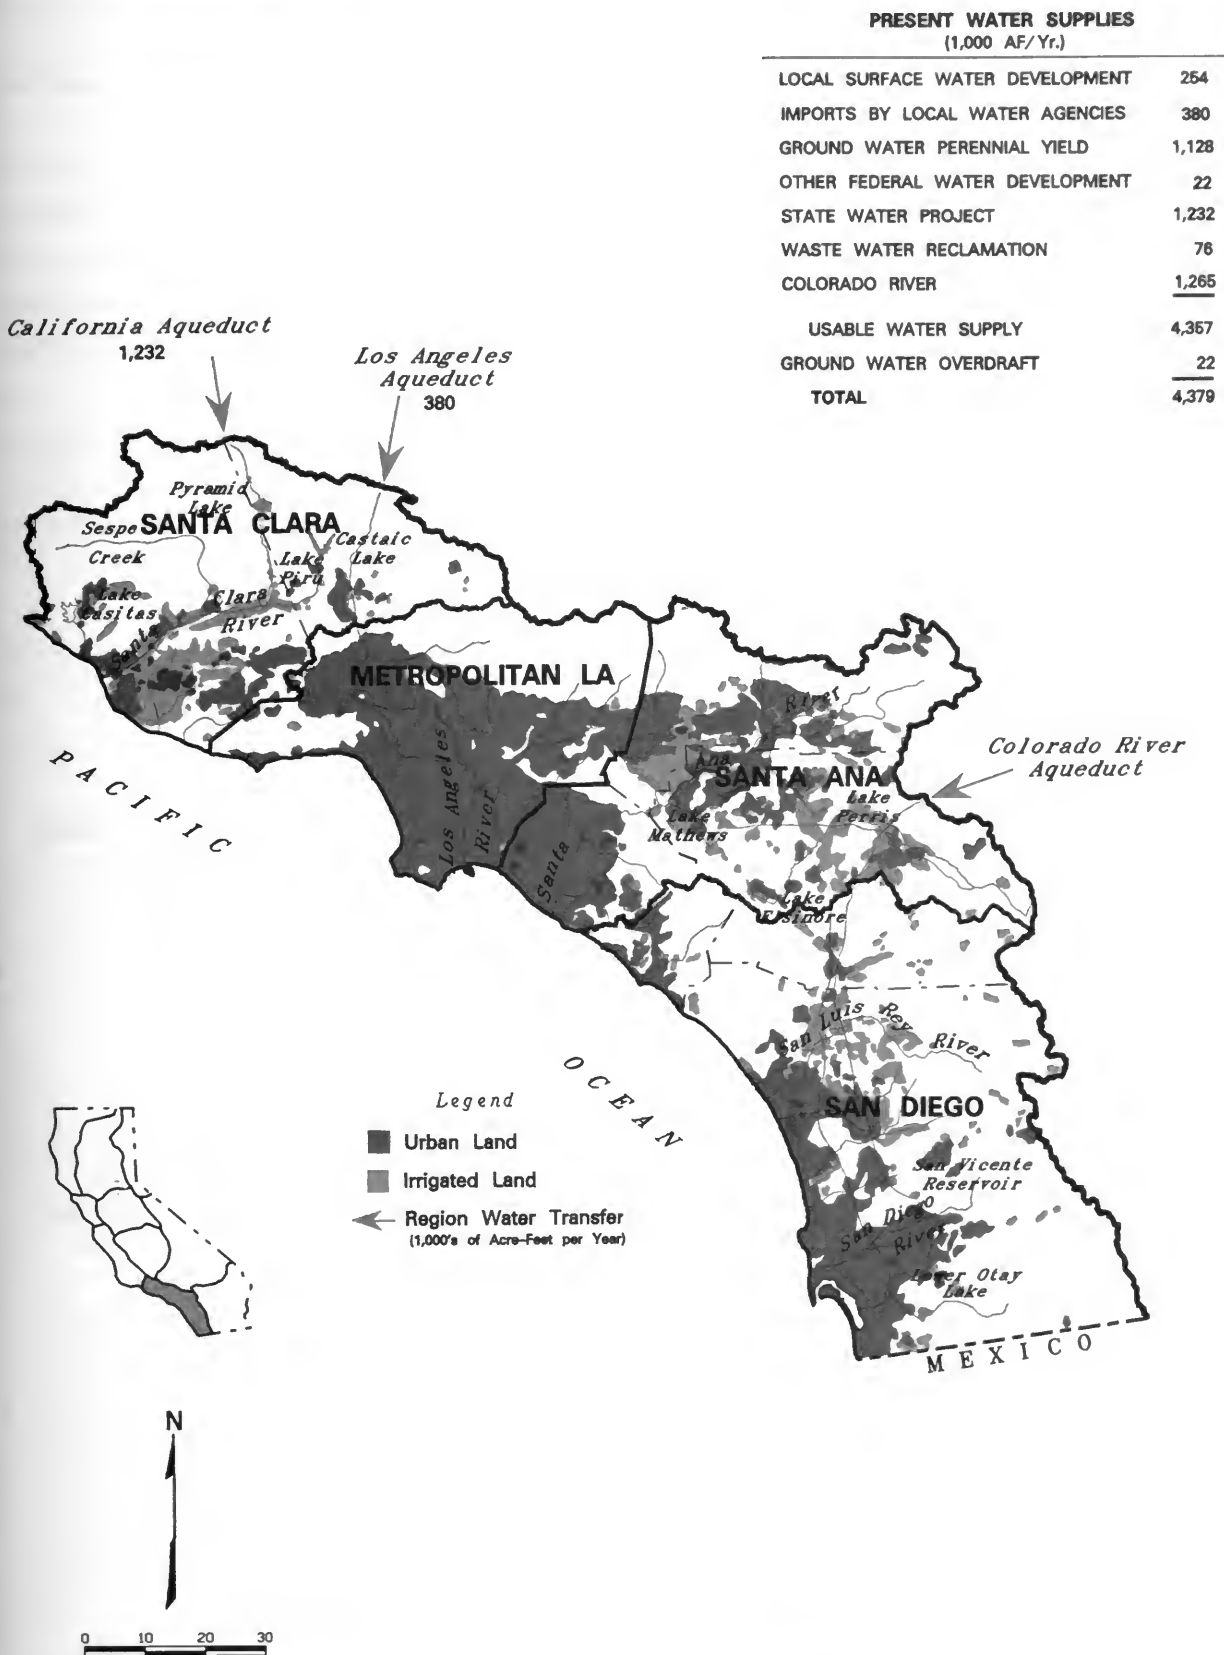 PRESENT WATER SUPPLIES
(1,000 AF/Yr.)
LOCAL SURFACE WATER DEVELOPMENT 254
IMPORTS BY LOCAL WATER AGENCIES 380
GROUND WATER PERENNIAL YIELD 1,128
OTHER FEDERAL WATER DEVELOPMENT 22
STATE WATER PROJECT 1,232
WASTE WATER RECLAMATION 76
COLORADO RIVER 1,265
USABLE WATER SUPPLY 4,357
GROUND WATER OVERDRAFT 22
TOTAL 4,379
California Aqueduct
1,232
Los Angeles
Aqueduct
380
Pyramid
Lake
SANTA CLARA
Sespe
Creek
Castaic
Lake
Lake
Piru
Lake
Casitas
Santa
Clara
River
METROPOLITAN LA
Los Angeles
River
Santa
Ana
River
SANTA ANA
Lake
Mathews
Lake
Perris
Colorado River
Aqueduct
Lake
Elsinore
PACIFIC
OCEAN
San Luis Rey
River
SAN DIEGO
San Vicente
Reservoir
San Diego
River
Lower Otay
Lake
MEXICO
Legend
Urban Land
Irrigated Land
Region Water Transfer
(1,000's of Acre-Feet per Year)
N
0 10 20 30